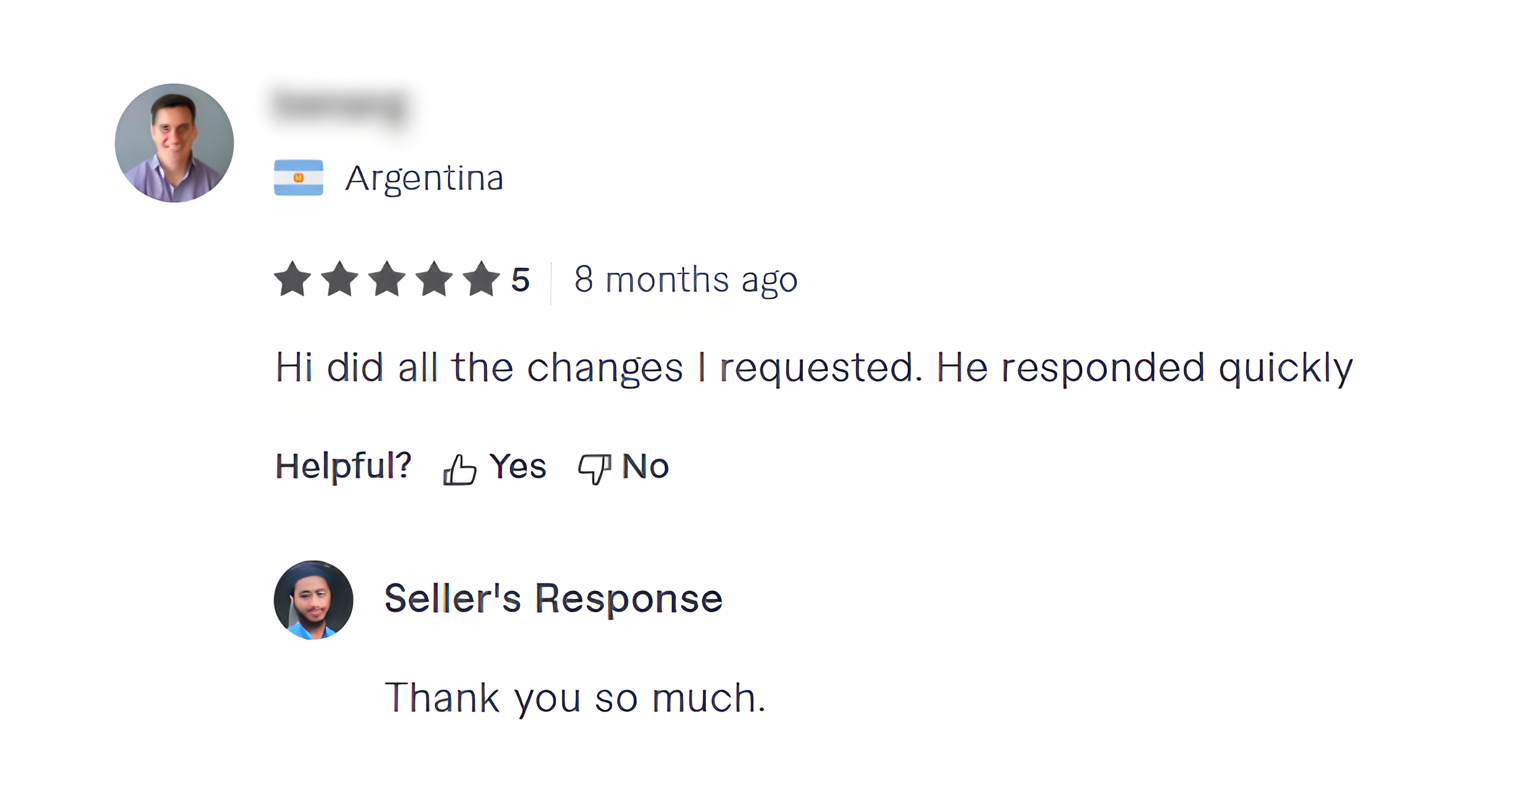 Argentina
5 8 months ago
Hi did all the changes I requested. He responded quickly
Helpful? Yes No
Seller's Response
Thank you so much.